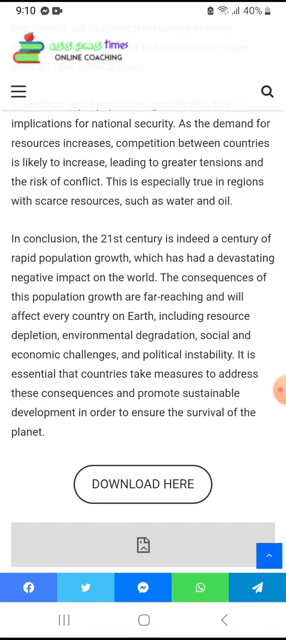 9:10
40%
times
ONLINE COACHING
implications for national security. As the demand for
resources increases, competition between countries
is likely to increase, leading to greater tensions and
the risk of conflict. This is especially true in regions
with scarce resources, such as water and oil.
In conclusion, the 21st century is indeed a century of
rapid population growth, which has had a devastating
negative impact on the world. The consequences of
this population growth are far-reaching and will
affect every country on Earth, including resource
depletion, environmental degradation, social and
economic challenges, and political instability. It is
essential that countries take measures to address
these consequences and promote sustainable
development in order to ensure the survival of the
planet.
DOWNLOAD HERE